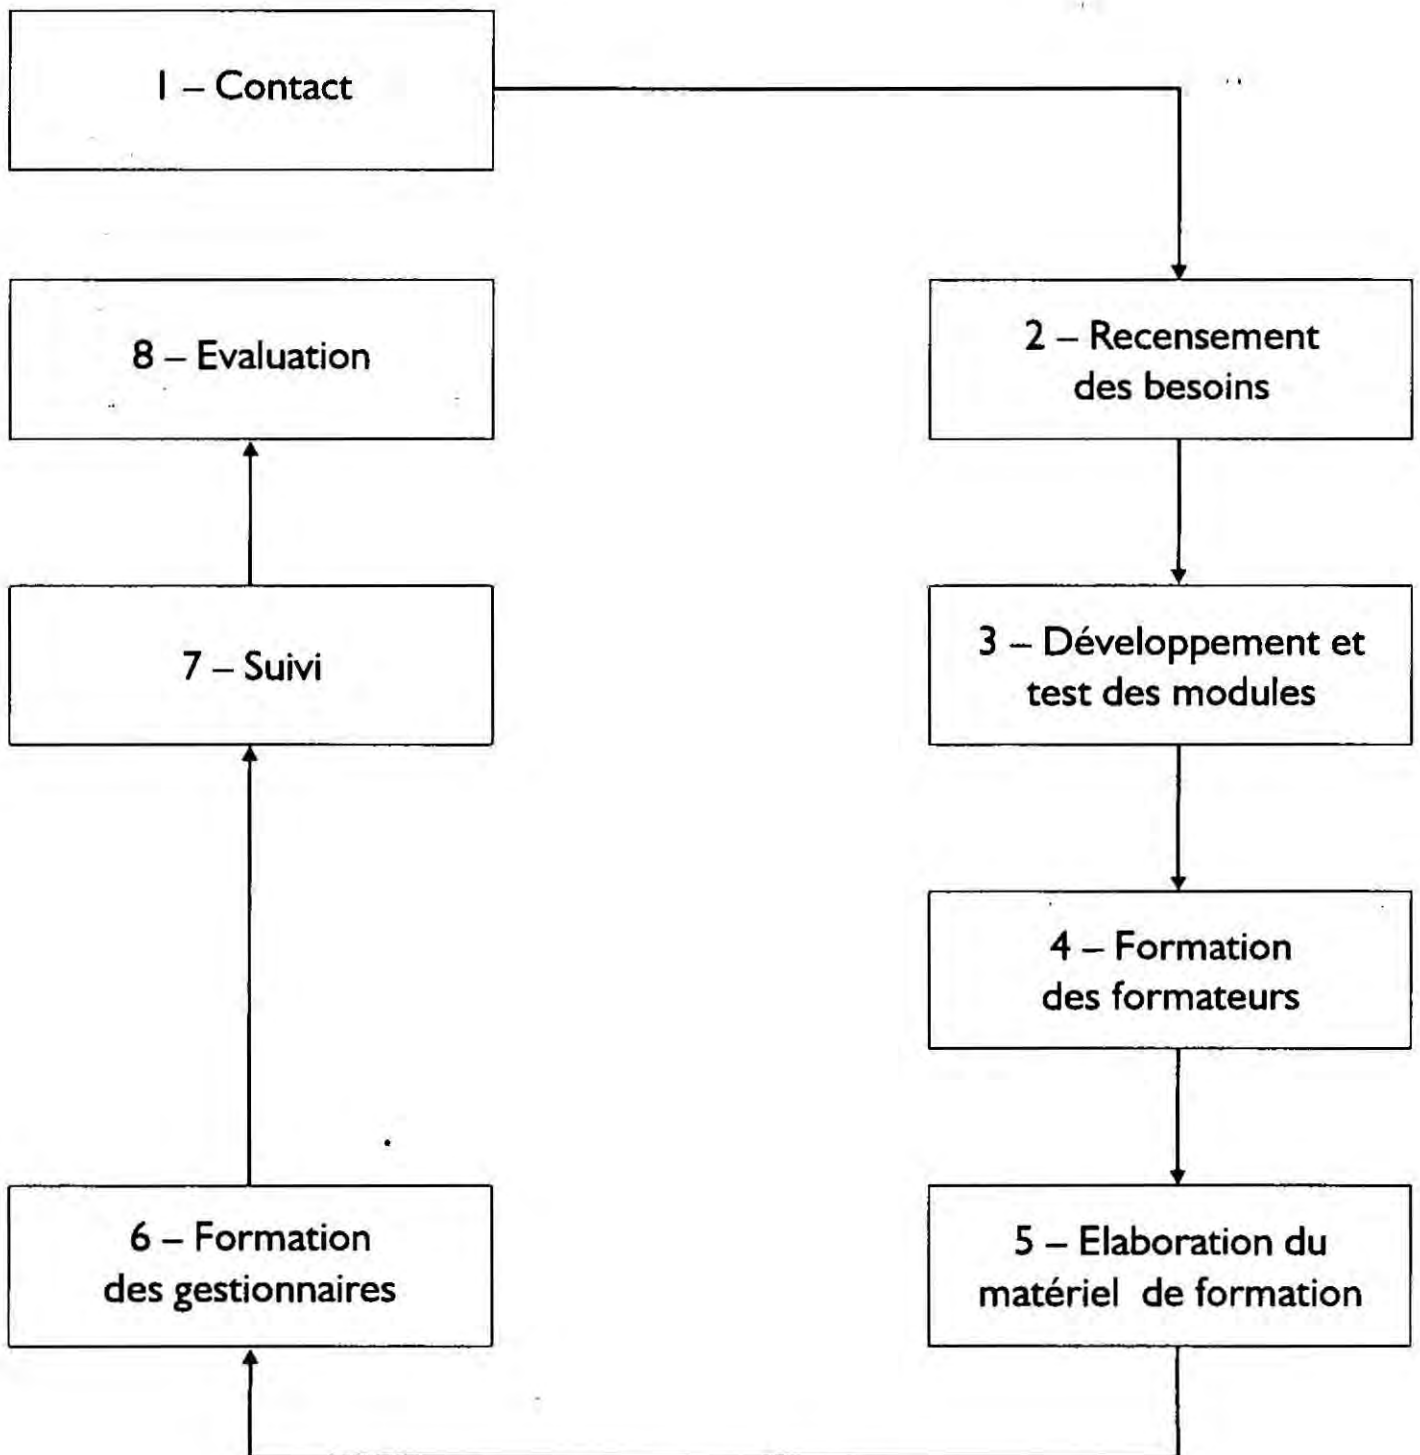 1 – Contact
2 – Recensement
des besoins
3 – Développement et
test des modules
4 – Formation
des formateurs
5 – Elaboration du
matériel de formation
6 – Formation
des gestionnaires
7 – Suivi
8 – Evaluation